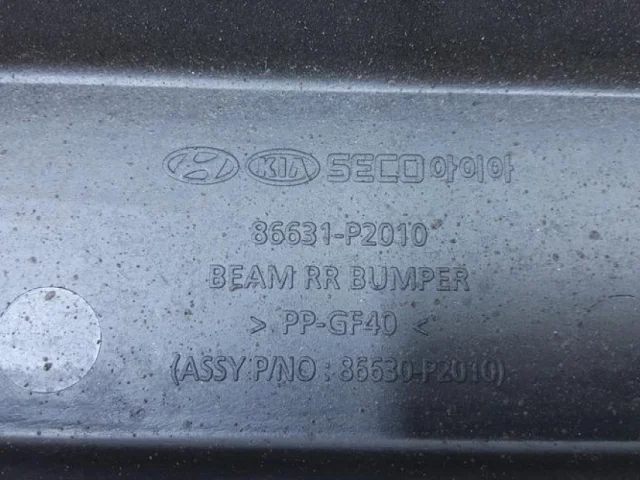 KIA SECO아이아
86631-P2010
BEAM RR BUMPER
> PP-GF40 <
(ASSY P/NO : 86630-P2010)